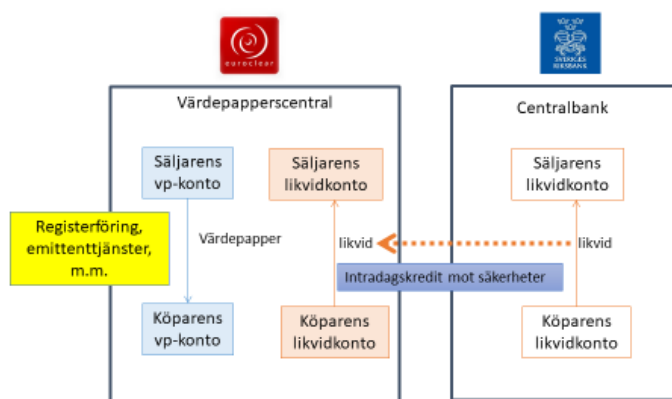 euroclear
SVERIGES
RIKSBANK
Värdepapperscentral
Centralbank
Säljarens
vp-konto
Säljarens
likvidkonto
Säljarens
likvidkonto
Registerföring,
emittenttjänster,
m.m.
Värdepapper
likvid
likvid
Intradagskredit mot säkerheter
Köparens
vp-konto
Köparens
likvidkonto
Köparens
likvidkonto